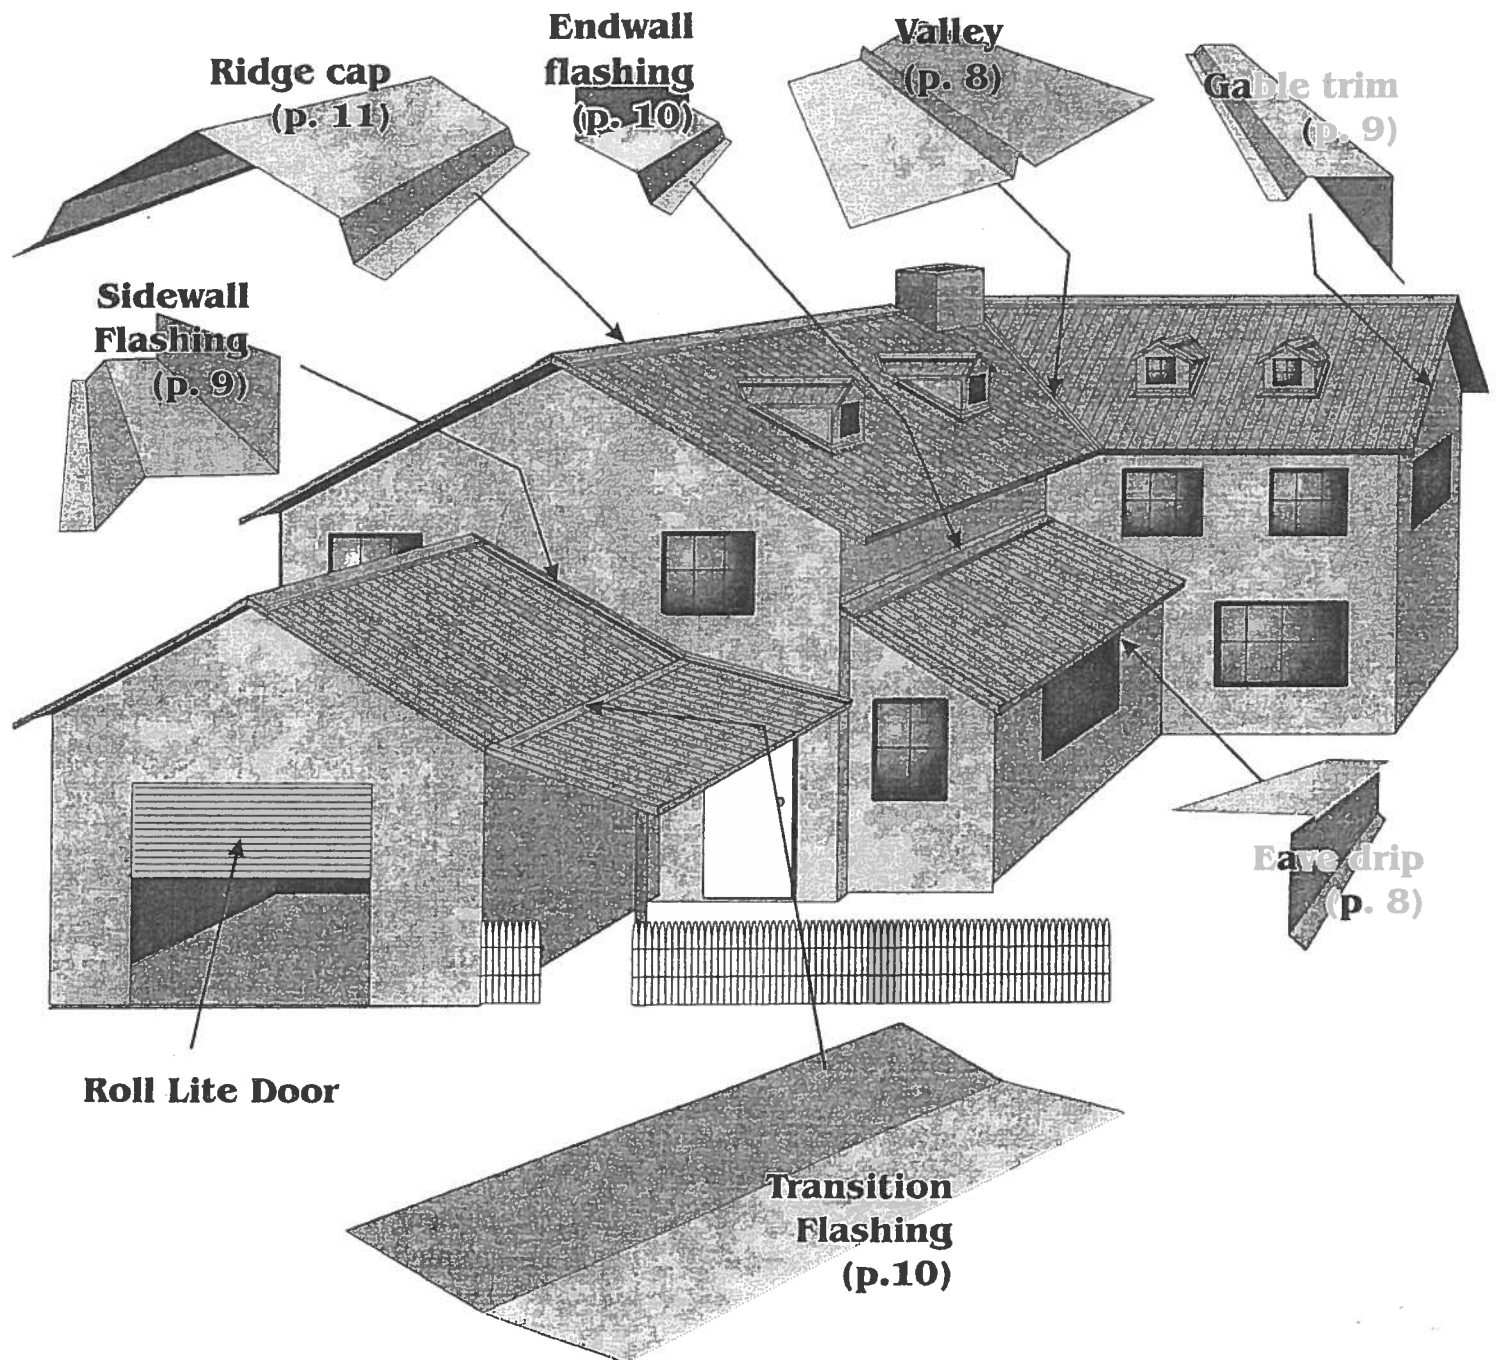 Ridge cap
(p. 11)
Endwall
flashing
(p. 10)
Valley
(p. 8)
Gable trim
(p. 9)
Sidewall
Flashing
(p. 9)
Eave drip
(p. 8)
Roll Lite Door
Transition
Flashing
(p.10)